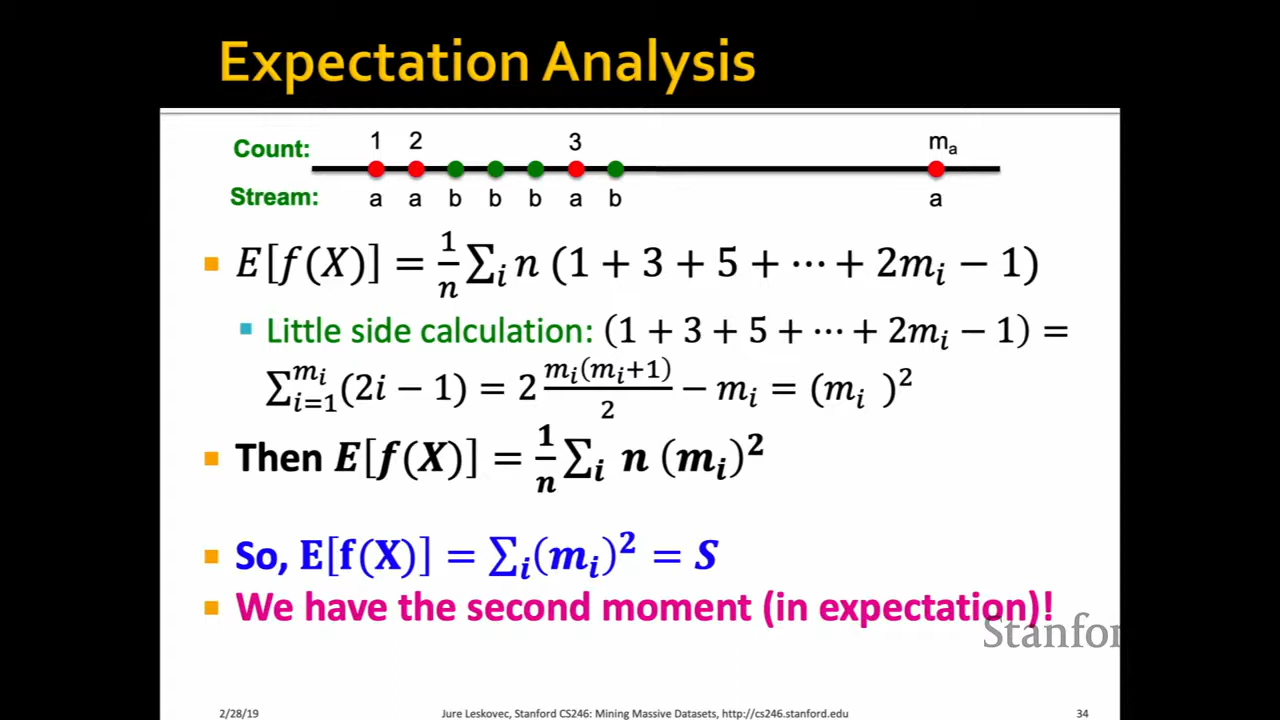 Expectation Analysis
Count: 1 2 3 mₐ
Stream: a a b b b a b a
E[f(X)] = 1/n ∑ᵢ n (1 + 3 + 5 + ⋯ + 2mᵢ − 1)
Little side calculation: (1 + 3 + 5 + ⋯ + 2mᵢ − 1) =
∑ᵢ₌₁^{mᵢ} (2i − 1) = 2 mᵢ(mᵢ+1)/2 − mᵢ = (mᵢ )²
Then E[f(X)] = 1/n ∑ᵢ n (mᵢ)²
So, E[f(X)] = ∑ᵢ(mᵢ)² = S
We have the second moment (in expectation)!
Stanfor
2/28/19 Jure Leskovec, Stanford CS246: Mining Massive Datasets, http://cs246.stanford.edu 34